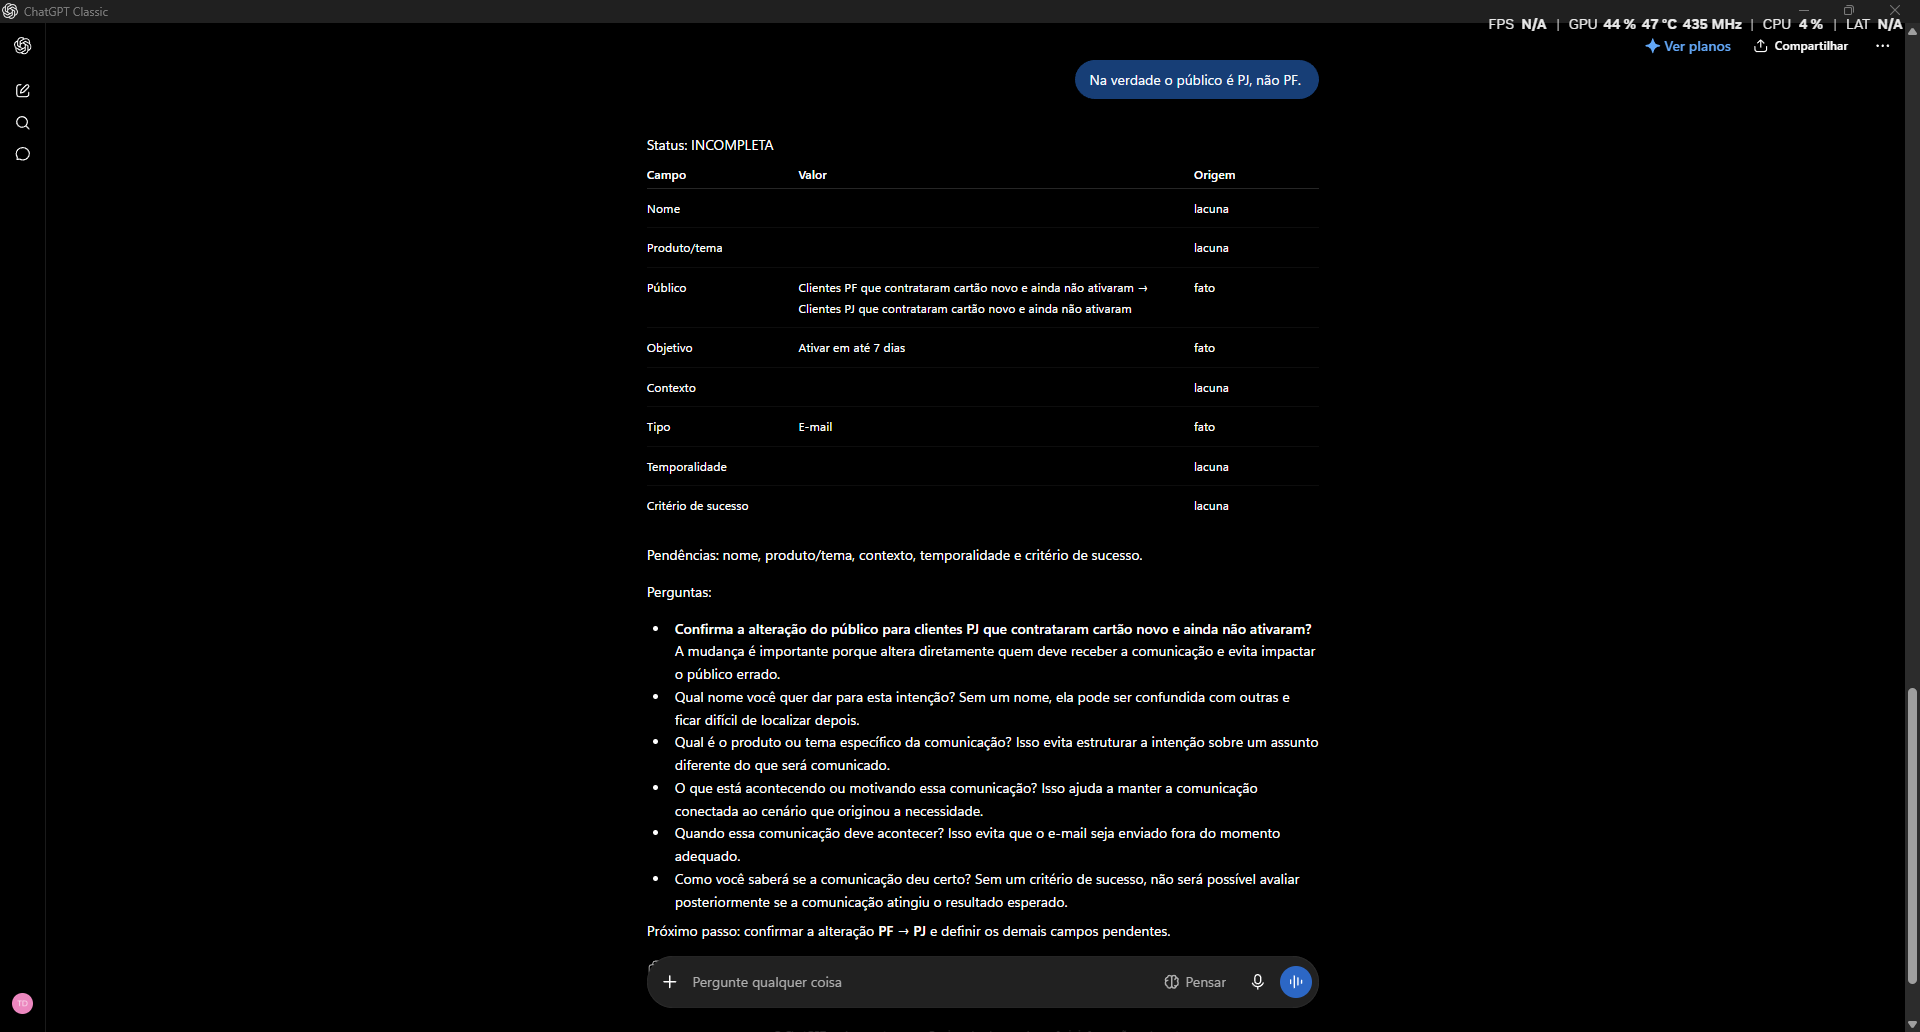 ChatGPT Classic
FPS N/A | GPU 44 % 47 °C 435 MHz | CPU 4 % | LAT N/A
Ver planos
Compartilhar
Na verdade o público é PJ, não PF.
Status: INCOMPLETA
Campo Valor Origem
Nome lacuna
Produto/tema lacuna
Público Clientes PF que contrataram cartão novo e ainda não ativaram → fato
Clientes PJ que contrataram cartão novo e ainda não ativaram
Objetivo Ativar em até 7 dias fato
Contexto lacuna
Tipo E-mail fato
Temporalidade lacuna
Critério de sucesso lacuna
Pendências: nome, produto/tema, contexto, temporalidade e critério de sucesso.
Perguntas:
• Confirma a alteração do público para clientes PJ que contrataram cartão novo e ainda não ativaram?
A mudança é importante porque altera diretamente quem deve receber a comunicação e evita impactar
o público errado.
• Qual nome você quer dar para esta intenção? Sem um nome, ela pode ser confundida com outras e
ficar difícil de localizar depois.
• Qual é o produto ou tema específico da comunicação? Isso evita estruturar a intenção sobre um assunto
diferente do que será comunicado.
• O que está acontecendo ou motivando essa comunicação? Isso ajuda a manter a comunicação
conectada ao cenário que originou a necessidade.
• Quando essa comunicação deve acontecer? Isso evita que o e-mail seja enviado fora do momento
adequado.
• Como você saberá se a comunicação deu certo? Sem um critério de sucesso, não será possível avaliar
posteriormente se a comunicação atingiu o resultado esperado.
Próximo passo: confirmar a alteração PF → PJ e definir os demais campos pendentes.
Pergunte qualquer coisa
Pensar
TD